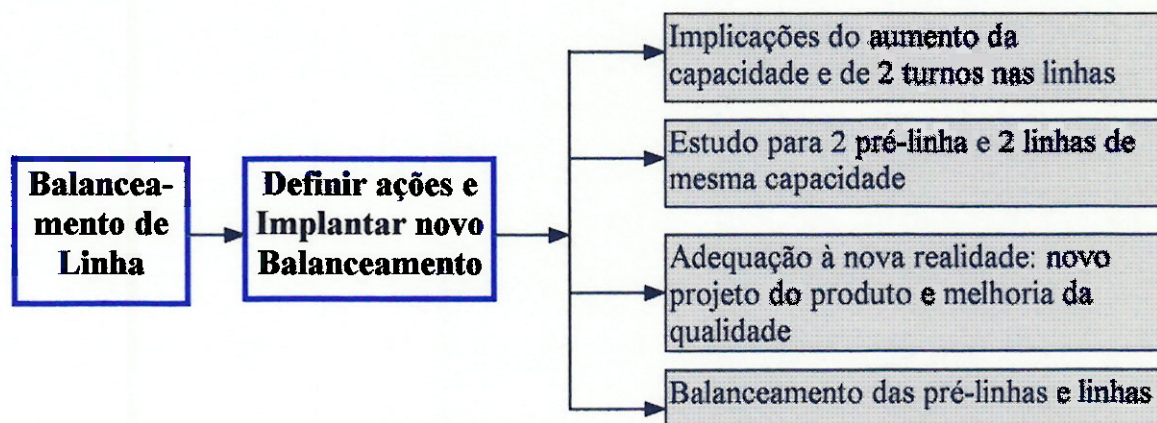 Balancea-
mento de
Linha
Definir ações e
Implantar novo
Balanceamento
Implicações do aumento da
capacidade e de 2 turnos nas linhas
Estudo para 2 pré-linha e 2 linhas de
mesma capacidade
Adequação à nova realidade: novo
projeto do produto e melhoria da
qualidade
Balanceamento das pré-linhas e linhas